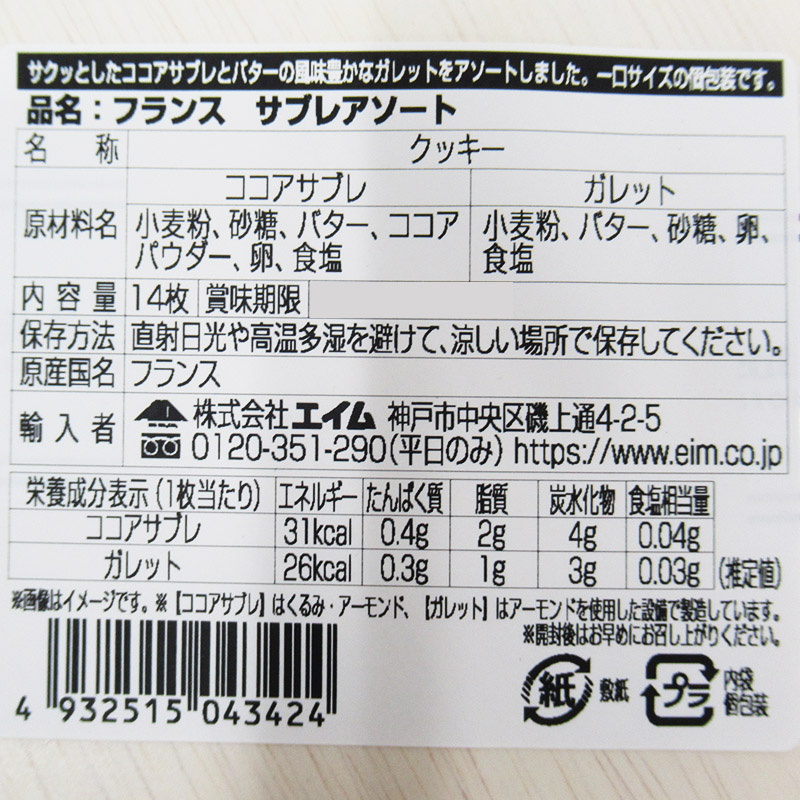 サクッとしたココアサブレとバターの風味豊かなガレットをアソートしました。一口サイズの個包装です。
品名：フランス　サブレアソート
名　称　クッキー
ココアサブレ　ガレット
原材料名　小麦粉、砂糖、バター、ココア　小麦粉、バター、砂糖、卵、
パウダー、卵、食塩　食塩
内容量　14枚　賞味期限
保存方法　直射日光や高温多湿を避けて、涼しい場所で保存してください。
原産国名　フランス
輸入者　株式会社エイム 神戸市中央区磯上通4-2-5
0120-351-290(平日のみ) https://www.eim.co.jp
栄養成分表示（1枚当たり）　エネルギー　たんぱく質　脂質　炭水化物　食塩相当量
ココアサブレ　31kcal　0.4g　2g　4g　0.04g
ガレット　26kcal　0.3g　1g　3g　0.03g　(推定値)
※画像はイメージです。※【ココアサブレ】はくるみ・アーモンド、【ガレット】はアーモンドを使用した設備で製造しています。
※開封後はお早めにお召し上がりください。
4 932515 043424
紙　敷紙　プラ　内袋
個包装